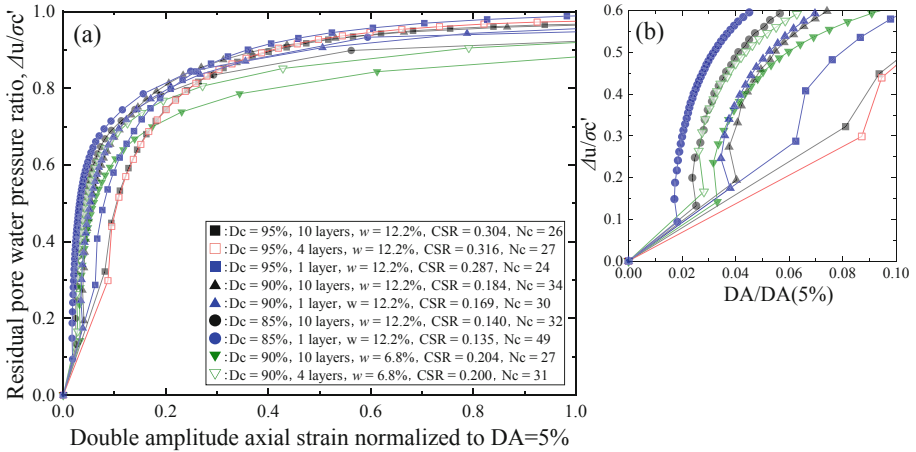 (a)
Residual pore water pressure ratio, Δu/σc'
1.0
0.8
0.6
0.4
0.2
0.0
:Dc = 95%, 10 layers, w = 12.2%, CSR = 0.304, Nc = 26
:Dc = 95%, 4 layers, w = 12.2%, CSR = 0.316, Nc = 27
:Dc = 95%, 1 layer, w = 12.2%, CSR = 0.287, Nc = 24
:Dc = 90%, 10 layers, w = 12.2%, CSR = 0.184, Nc = 34
:Dc = 90%, 1 layer, w = 12.2%, CSR = 0.169, Nc = 30
:Dc = 85%, 10 layers, w = 12.2%, CSR = 0.140, Nc = 32
:Dc = 85%, 1 layer, w = 12.2%, CSR = 0.135, Nc = 49
:Dc = 90%, 10 layers, w = 6.8%, CSR = 0.204, Nc = 27
:Dc = 90%, 4 layers, w = 6.8%, CSR = 0.200, Nc = 31
0.0 0.2 0.4 0.6 0.8 1.0
Double amplitude axial strain normalized to DA=5%
(b)
Δu/σc'
0.6
0.5
0.4
0.3
0.2
0.1
0.0
0.00 0.02 0.04 0.06 0.08 0.10
DA/DA(5%)